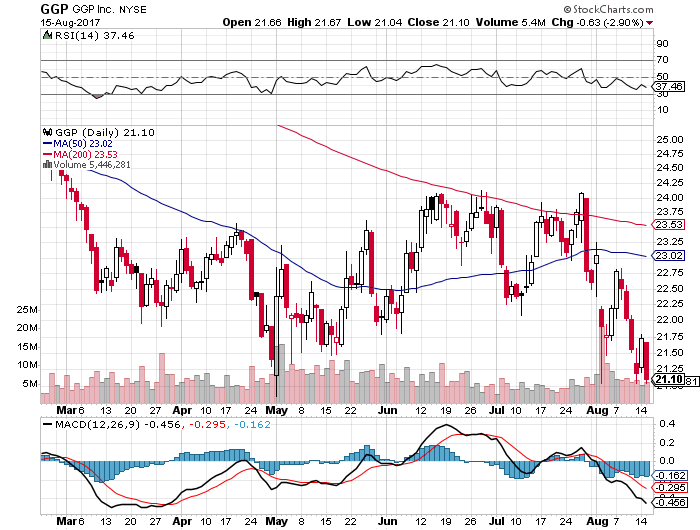 GGP GGP Inc. NYSE © StockCharts.com
15-Aug-2017 Open 21.66 High 21.67 Low 21.04 Close 21.10 Volume 5.4M Chg -0.63 (-2.90%)
RSI(14) 37.46
90
70
50
37.46
30
10
GGP (Daily) 21.10
MA(50) 23.02
MA(200) 23.53
Volume 5,446,281
25.00
24.75
24.50
24.25
24.00
23.75
23.53
23.25
23.02
22.75
22.50
22.25
22.00
21.75
21.50
21.25
21.10
25M
20M
15M
10M
5M
Mar 6 13 20 27 Apr 10 17 24 May 8 15 22 Jun 12 19 26 Jul 10 17 24 Aug 7 14
MACD(12,26,9) -0.456, -0.295, -0.162
0.4
0.2
0.0
-0.162
-0.295
-0.456
Mar 6 13 20 27 Apr 10 17 24 May 8 15 22 Jun 12 19 26 Jul 10 17 24 Aug 7 14